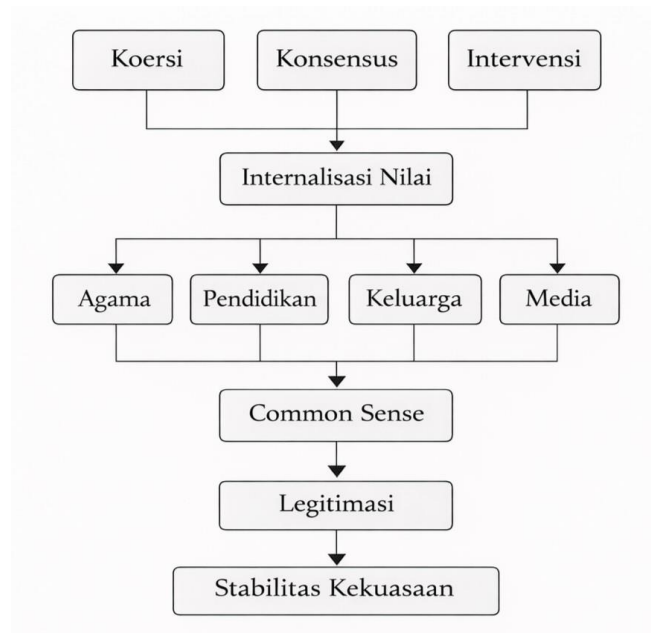 Koersi
Konsensus
Intervensi
Internalisasi Nilai
Agama
Pendidikan
Keluarga
Media
Common Sense
Legitimasi
Stabilitas Kekuasaan